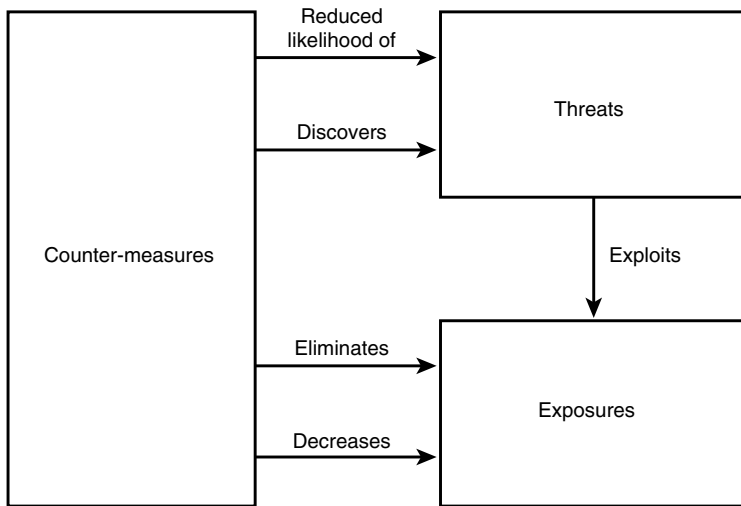 Reduced
likelihood of
Threats
Discovers
Counter-measures
Exploits
Eliminates
Exposures
Decreases